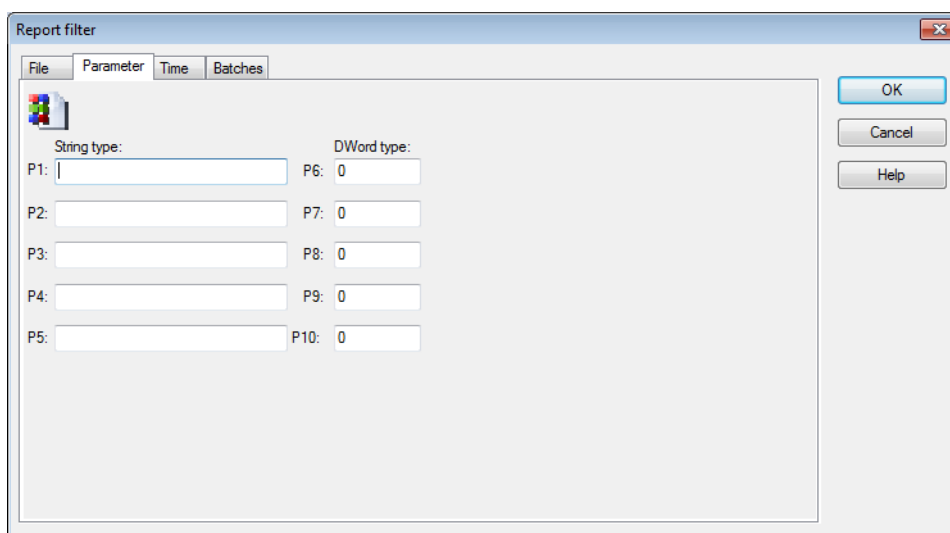 Report filter
File Parameter Time Batches
OK
Cancel
Help
String type: DWord type:
P1: P6: 0
P2: P7: 0
P3: P8: 0
P4: P9: 0
P5: P10: 0